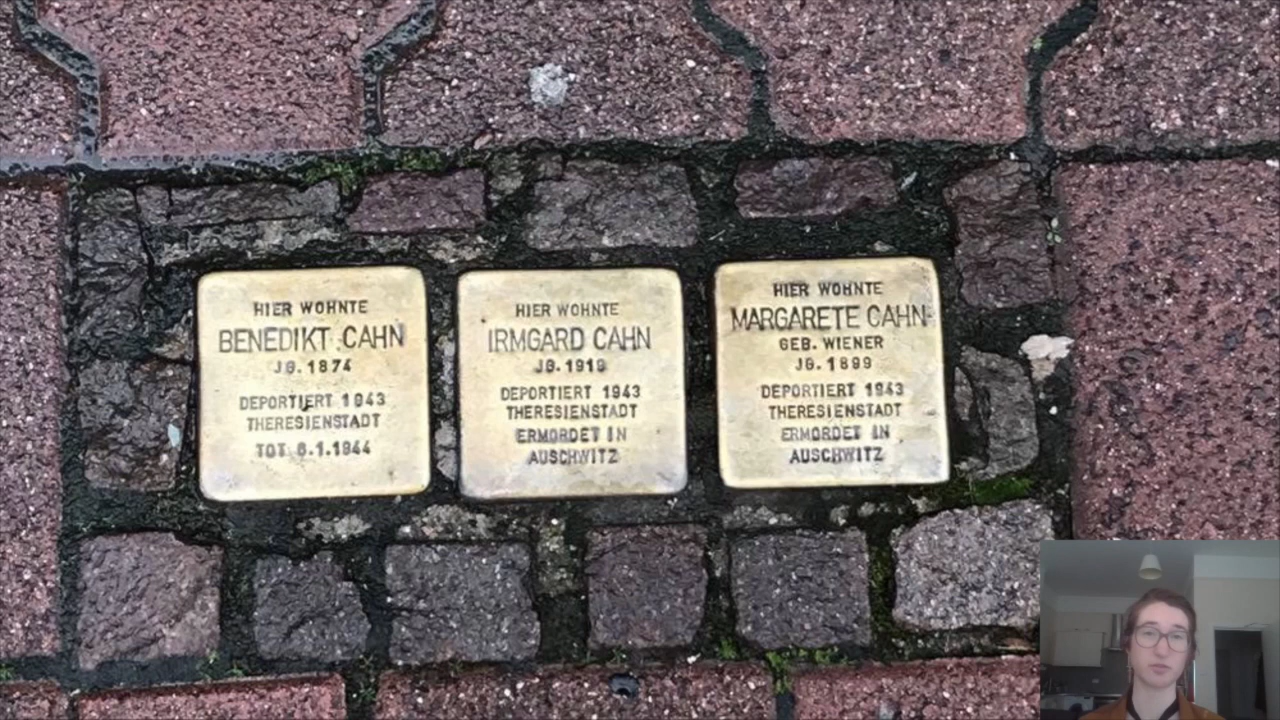 HIER WOHNTE
BENEDIKT CAHN
JG. 1874
DEPORTIERT 1943
THERESIENSTADT
TOT 6.1.1944
HIER WOHNTE
IRMGARD CAHN
JG. 1919
DEPORTIERT 1943
THERESIENSTADT
ERMORDET IN
AUSCHWITZ
HIER WOHNTE
MARGARETE CAHN
GEB. WIENER
JG. 1899
DEPORTIERT 1943
THERESIENSTADT
ERMORDET IN
AUSCHWITZ